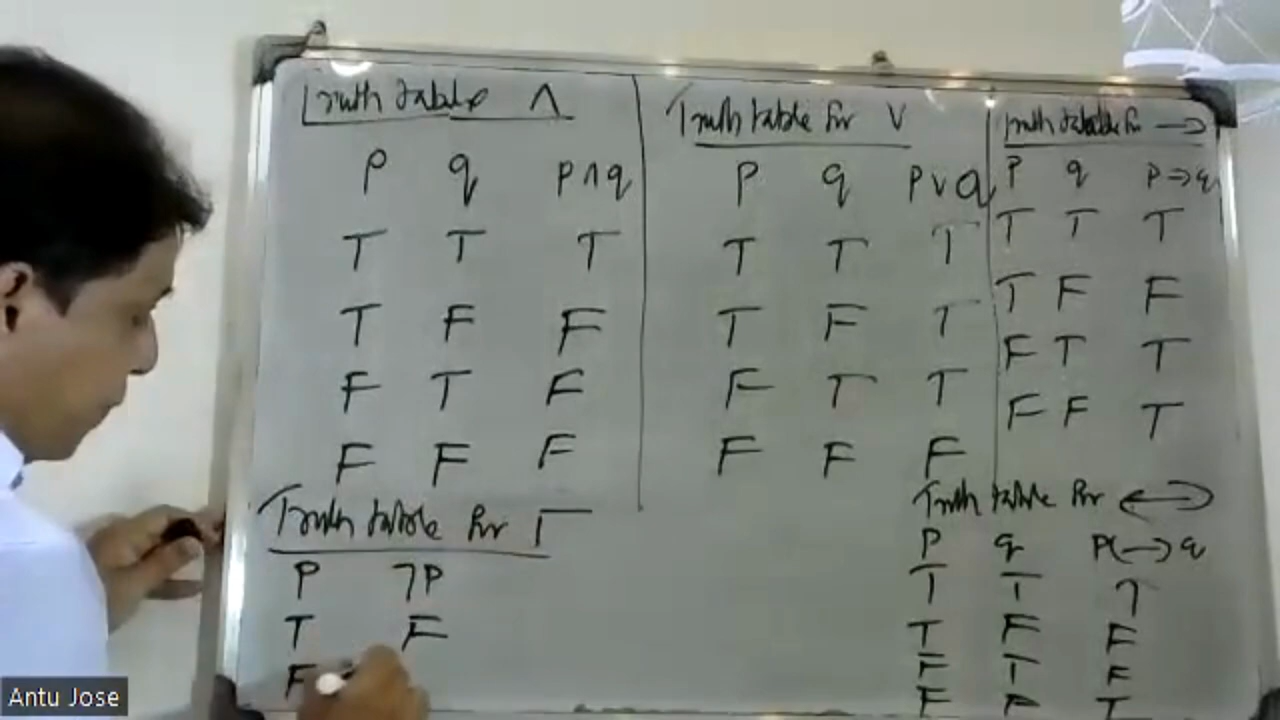 Truth table ∧
p q p∧q
T T T
T F F
F T F
F F F
Truth table for ∨
p q p∨q
T T T
T F T
F T T
F F F
Truth table for →
p q p⇒q
T T T
T F F
F T T
F F T
Truth table for ┌
p ┐p
T F
F
Truth table for ↔
p q p↔q
T T T
T F F
F T F
F F T
Antu Jose